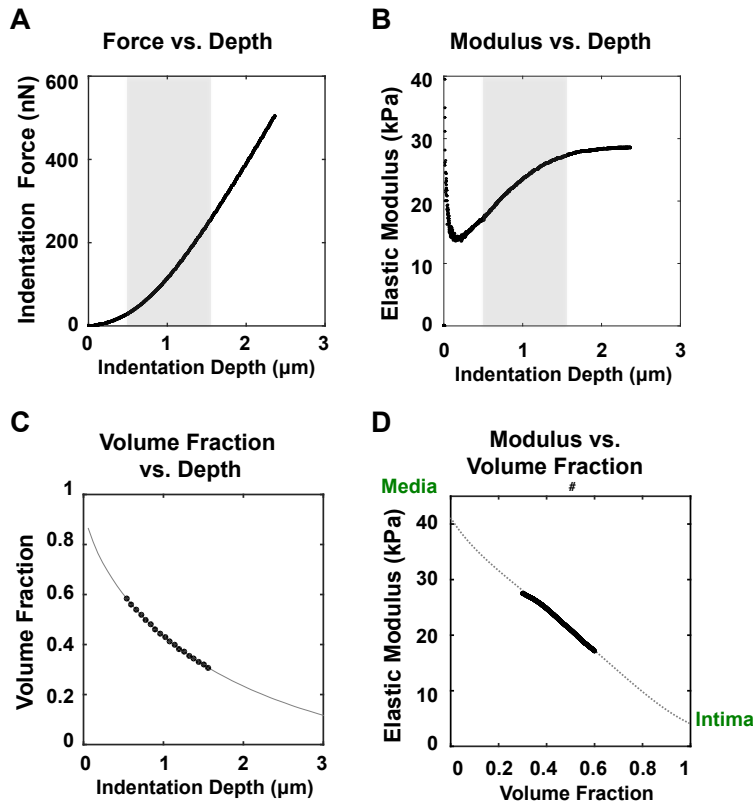 A
Force vs. Depth
600
400
200
0
Indentation Force (nN)
0 1 2 3
Indentation Depth (µm)
B
Modulus vs. Depth
40
30
20
10
0
Elastic Modulus (kPa)
0 1 2 3
Indentation Depth (µm)
C
Volume Fraction
vs. Depth
1
0.8
0.6
0.4
0.2
0
Volume Fraction
0 1 2 3
Indentation Depth (µm)
D
Modulus vs.
Volume Fraction
#
Media
40
30
20
10
0
Elastic Modulus (kPa)
Intima
0 0.2 0.4 0.6 0.8 1
Volume Fraction